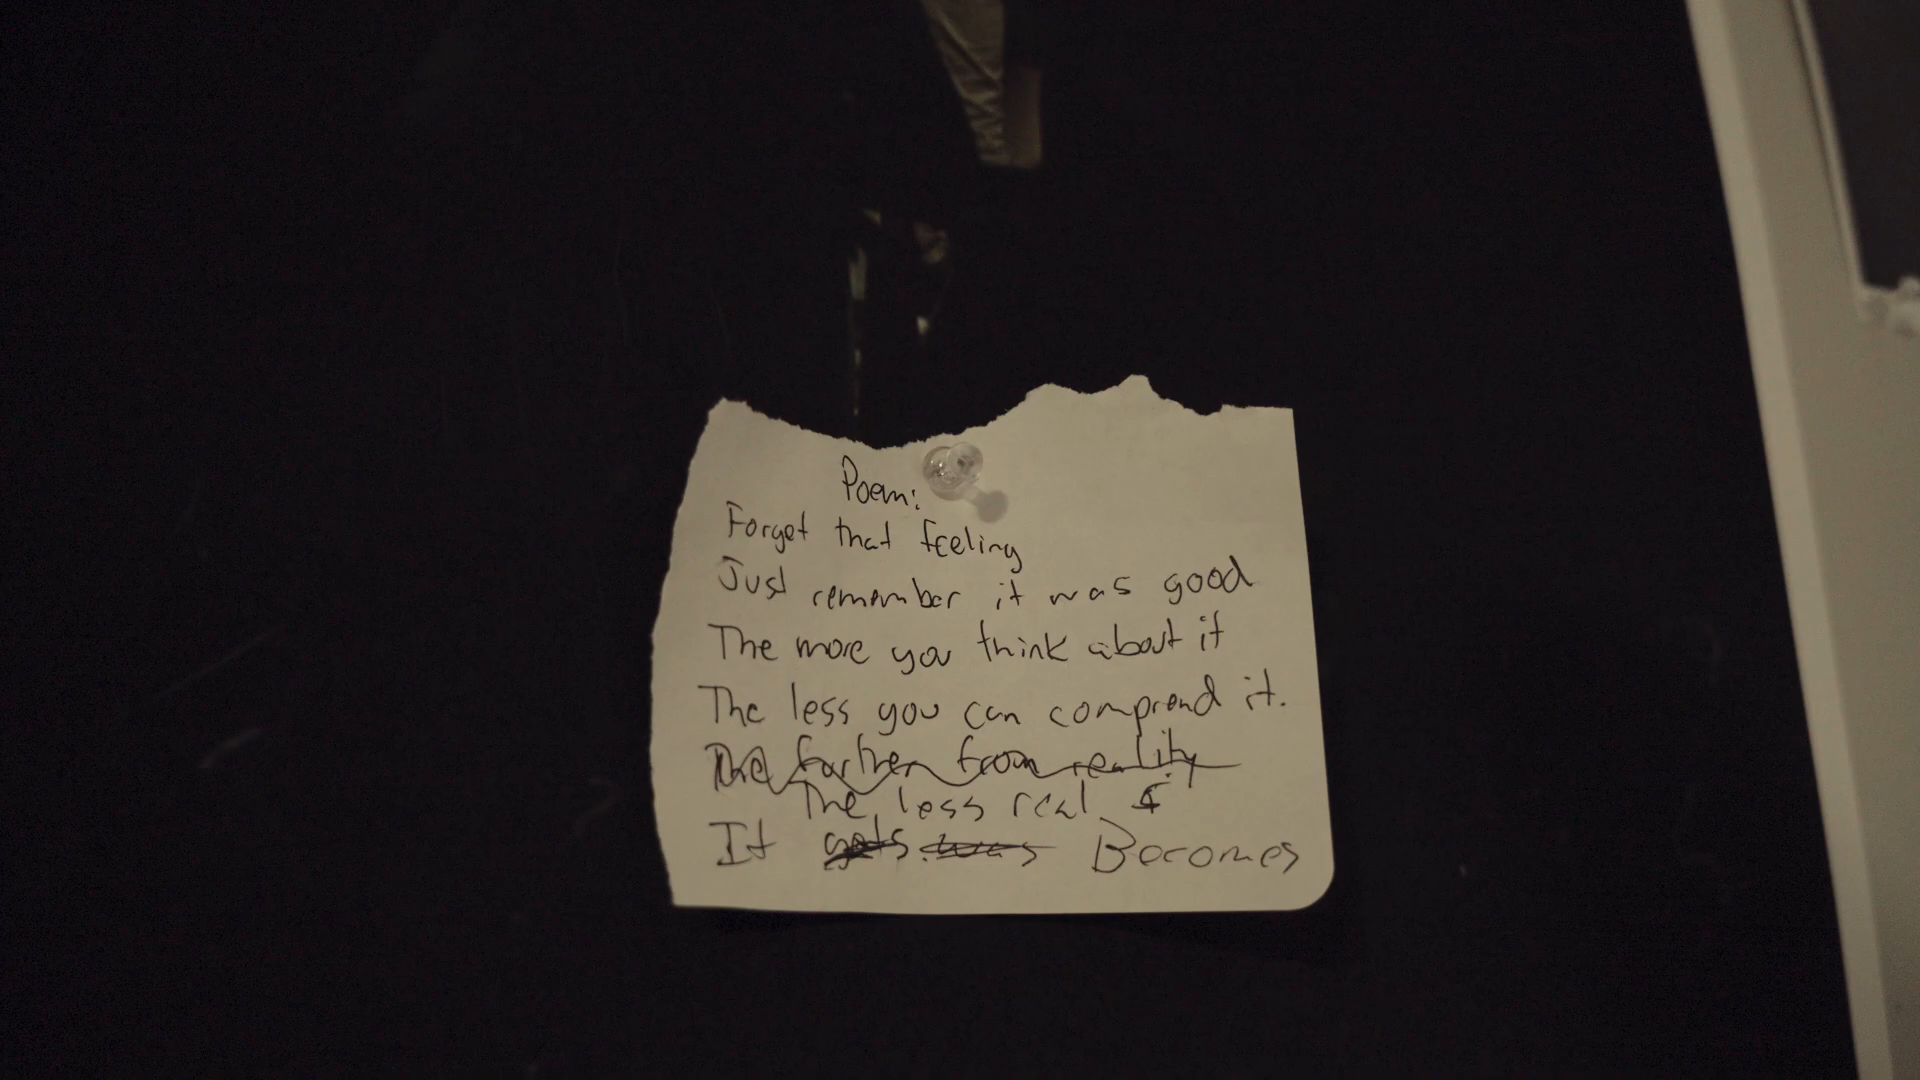 Poem:
Forget that feeling
Just remember it was good
The more you think about it
The less you can comprend it.
The further from reality
The less real
It gets was Becomes